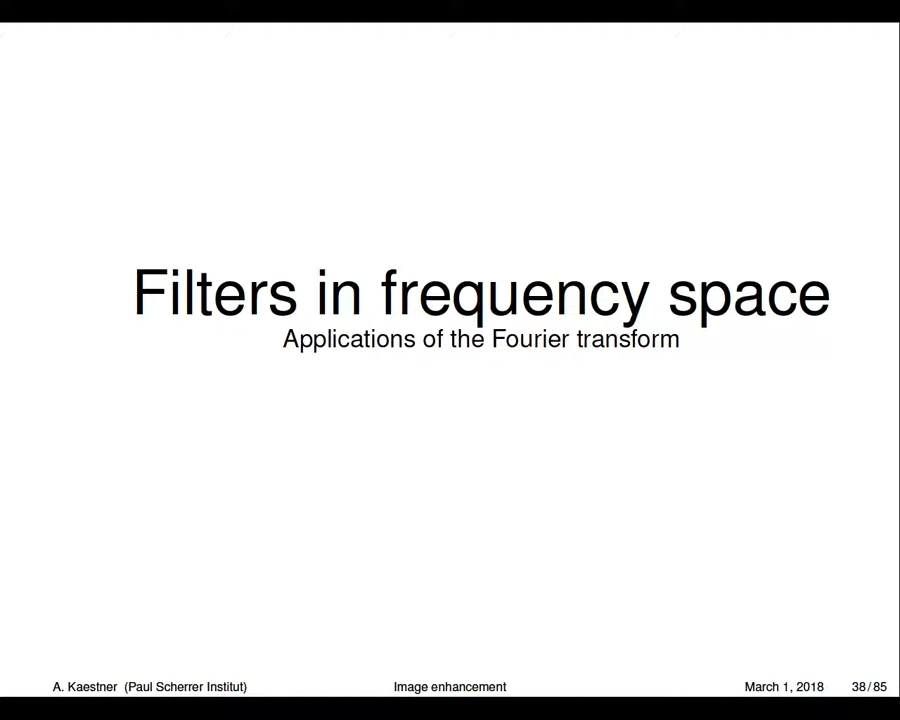 Filters in frequency space
Applications of the Fourier transform
A. Kaestner (Paul Scherrer Institut) Image enhancement March 1, 2018 38/85